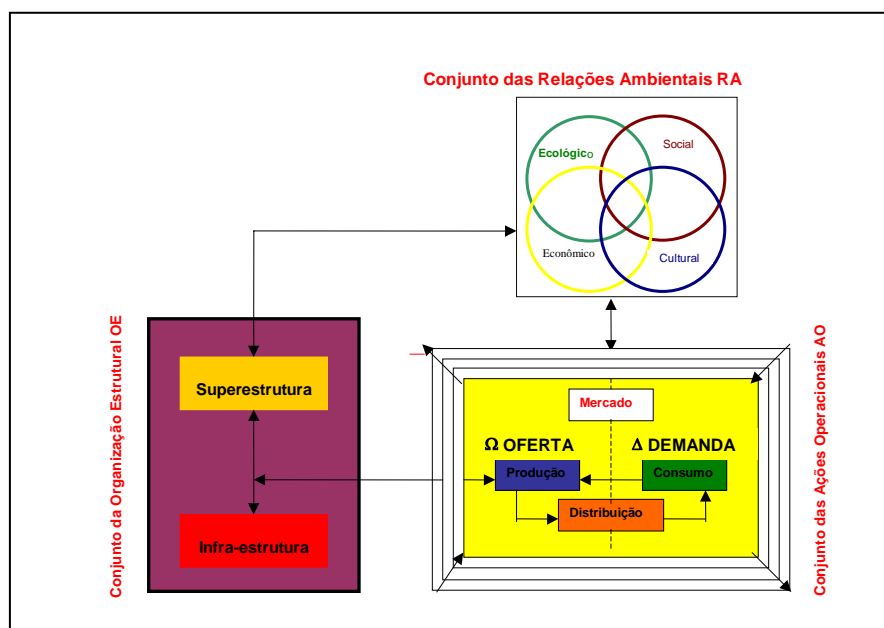 Conjunto das Relações Ambientais RA
Ecológico
Social
Econômico
Cultural
Conjunto da Organização Estrutural OE
Superestrutura
Infra-estrutura
Mercado
Ω OFERTA
Δ DEMANDA
Produção
Consumo
Distribuição
Conjunto das Ações Operacionais AO